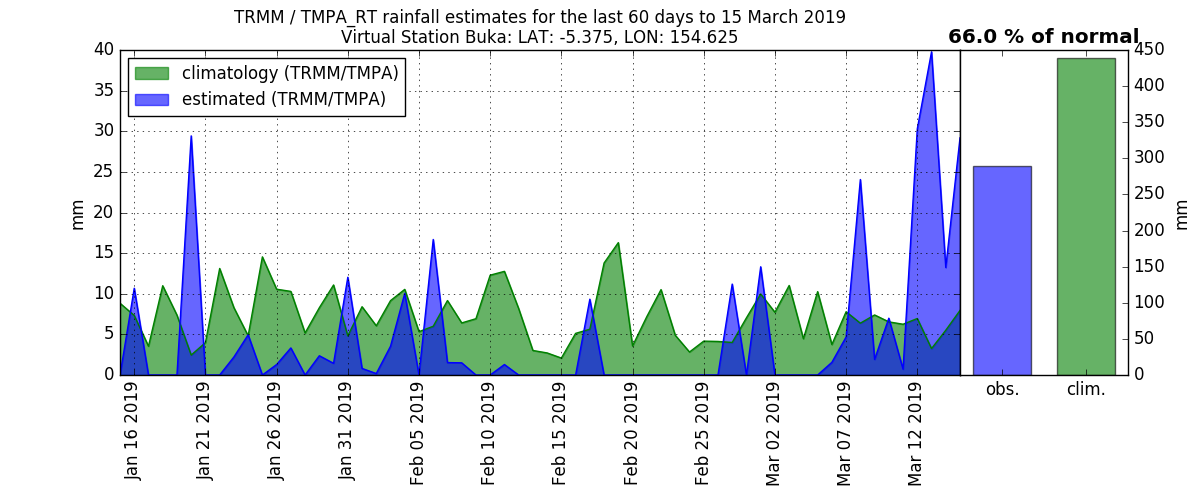 TRMM / TMPA_RT rainfall estimates for the last 60 days to 15 March 2019
Virtual Station Buka: LAT: -5.375, LON: 154.625
66.0 % of normal
climatology (TRMM/TMPA)
estimated (TRMM/TMPA)
mm
40
35
30
25
20
15
10
5
0
Jan 16 2019
Jan 21 2019
Jan 26 2019
Jan 31 2019
Feb 05 2019
Feb 10 2019
Feb 15 2019
Feb 20 2019
Feb 25 2019
Mar 02 2019
Mar 07 2019
Mar 12 2019
obs.
clim.
450
400
350
300
250
200
150
100
50
0
mm